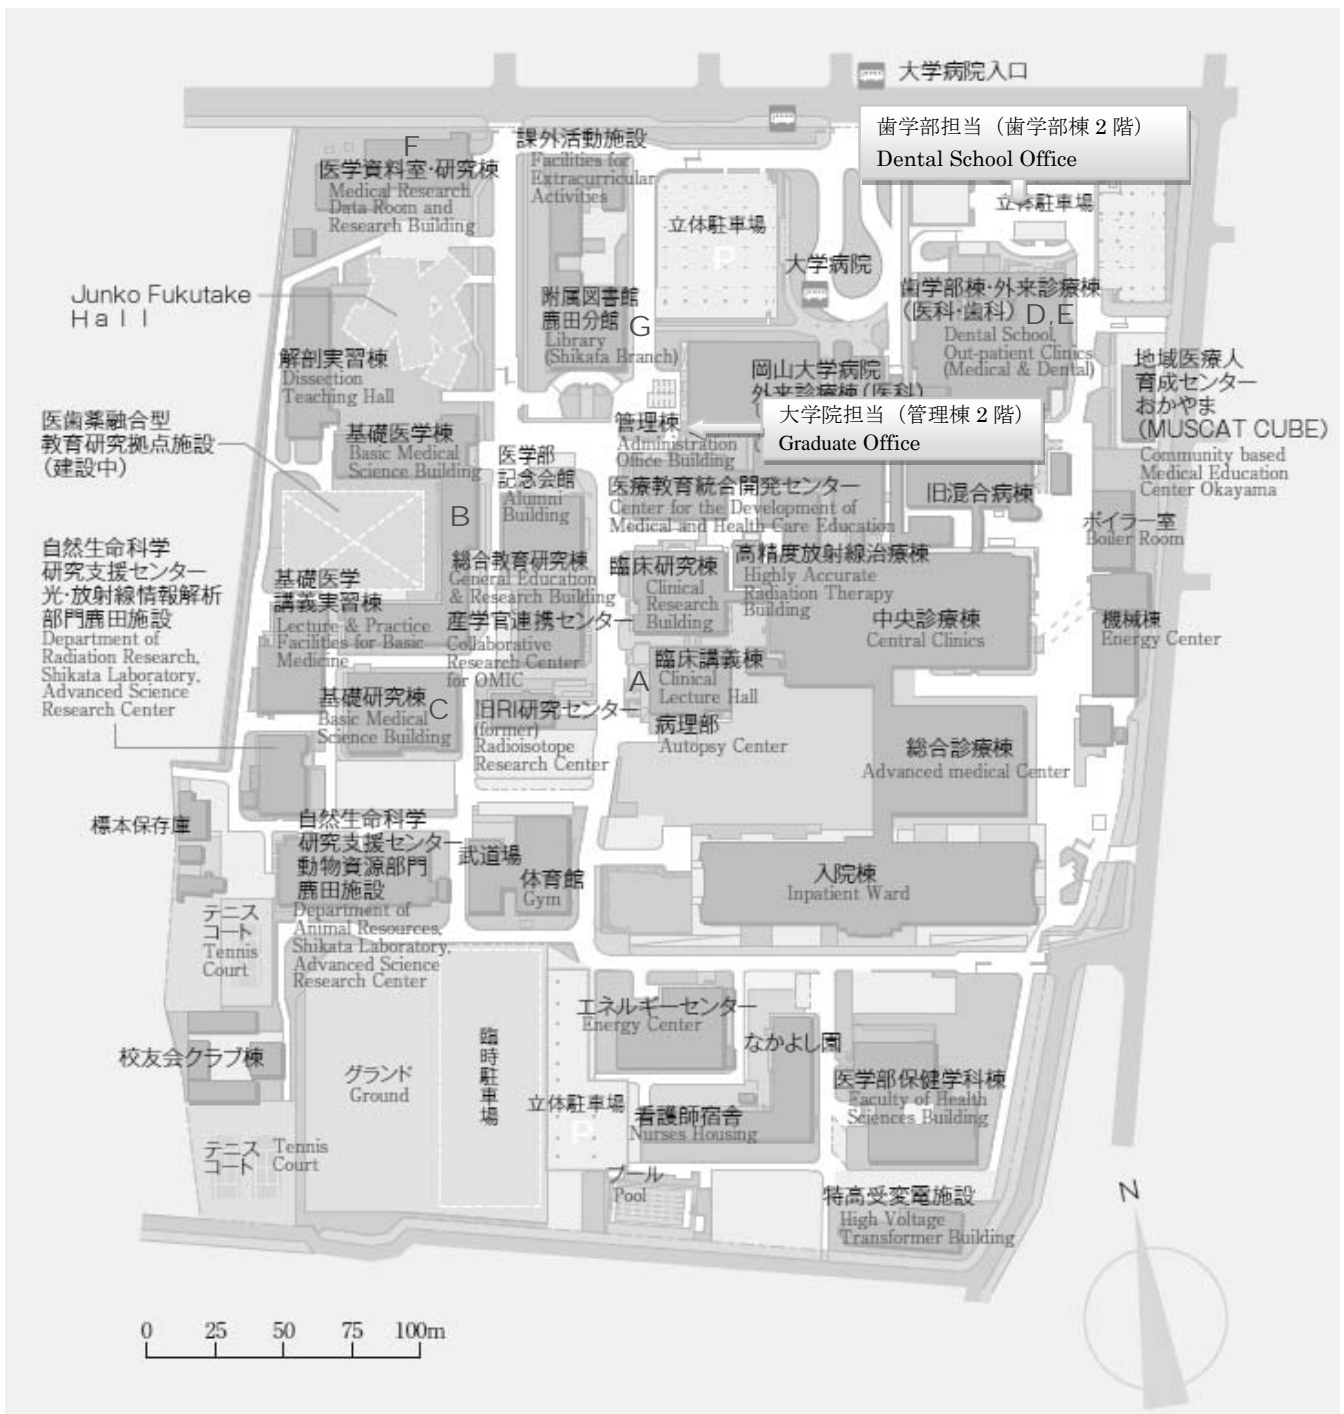 大学病院入口
歯学部担当（歯学部棟２階）
Dental School Office
F
医学資料室・研究棟
Medical Research
Data Room and
Research Building
課外活動施設
Facilities for
Extracurricular
Activities
立体駐車場
P
大学病院
立体駐車場
Junko Fukutake
Hall
附属図書館
鹿田分館
G
Library
(Shikata Branch)
歯学部棟・外来診療棟
(医科・歯科)
D,E
Dental School,
Out-patient Clinics
(Medical & Dental)
解剖実習棟
Dissection
Teaching Hall
岡山大学病院
外来診療棟(医科)
地域医療人
育成センター
おかやま
(MUSCAT CUBE)
Community based
Medical Education
Center Okayama
医歯薬融合型
教育研究拠点施設
(建設中)
基礎医学棟
Basic Medical
Science Building
B
医学部
記念会館
Alumni
Building
管理棟
Administration
Office Building
大学院担当（管理棟２階）
Graduate Office
医療教育統合開発センター
Center for the Development of
Medical and Health Care Education
旧混合病棟
ボイラー室
Boiler Room
自然生命科学
研究支援センター
光・放射線情報解析
部門鹿田施設
Department of
Radiation Research,
Shikata Laboratory,
Advanced Science
Research Center
基礎医学
講義実習棟
Lecture & Practice
Facilities for Basic
Medicine
総合教育研究棟
General Education
& Research Building
産学官連携センター
Collaborative
Research Center
for OMIC
臨床研究棟
Clinical
Research
Building
高精度放射線治療棟
Highly Accurate
Radiation Therapy
Building
中央診療棟
Central Clinics
機械棟
Energy Center
基礎研究棟
Basic Medical
Science Building
C
旧RI研究センター
(former)
Radioisotope
Research Center
A
臨床講義棟
Clinical
Lecture Hall
病理部
Autopsy Center
総合診療棟
Advanced medical Center
標本保存庫
自然生命科学
研究支援センター
動物資源部門
鹿田施設
Department of
Animal Resources,
Shikata Laboratory,
Advanced Science
Research Center
武道場
体育館
Gym
入院棟
Inpatient Ward
テニス
コート
Tennis
Court
校友会クラブ棟
グランド
Ground
臨時駐車場
立体駐車場
P
エネルギーセンター
Energy Center
なかよし園
看護師宿舎
Nurses Housing
医学部保健学科棟
Faculty of Health
Sciences Building
テニス
コート
Tennis
Court
プール
Pool
特高受変電施設
High Voltage
Transformer Building
N
0 25 50 75 100m